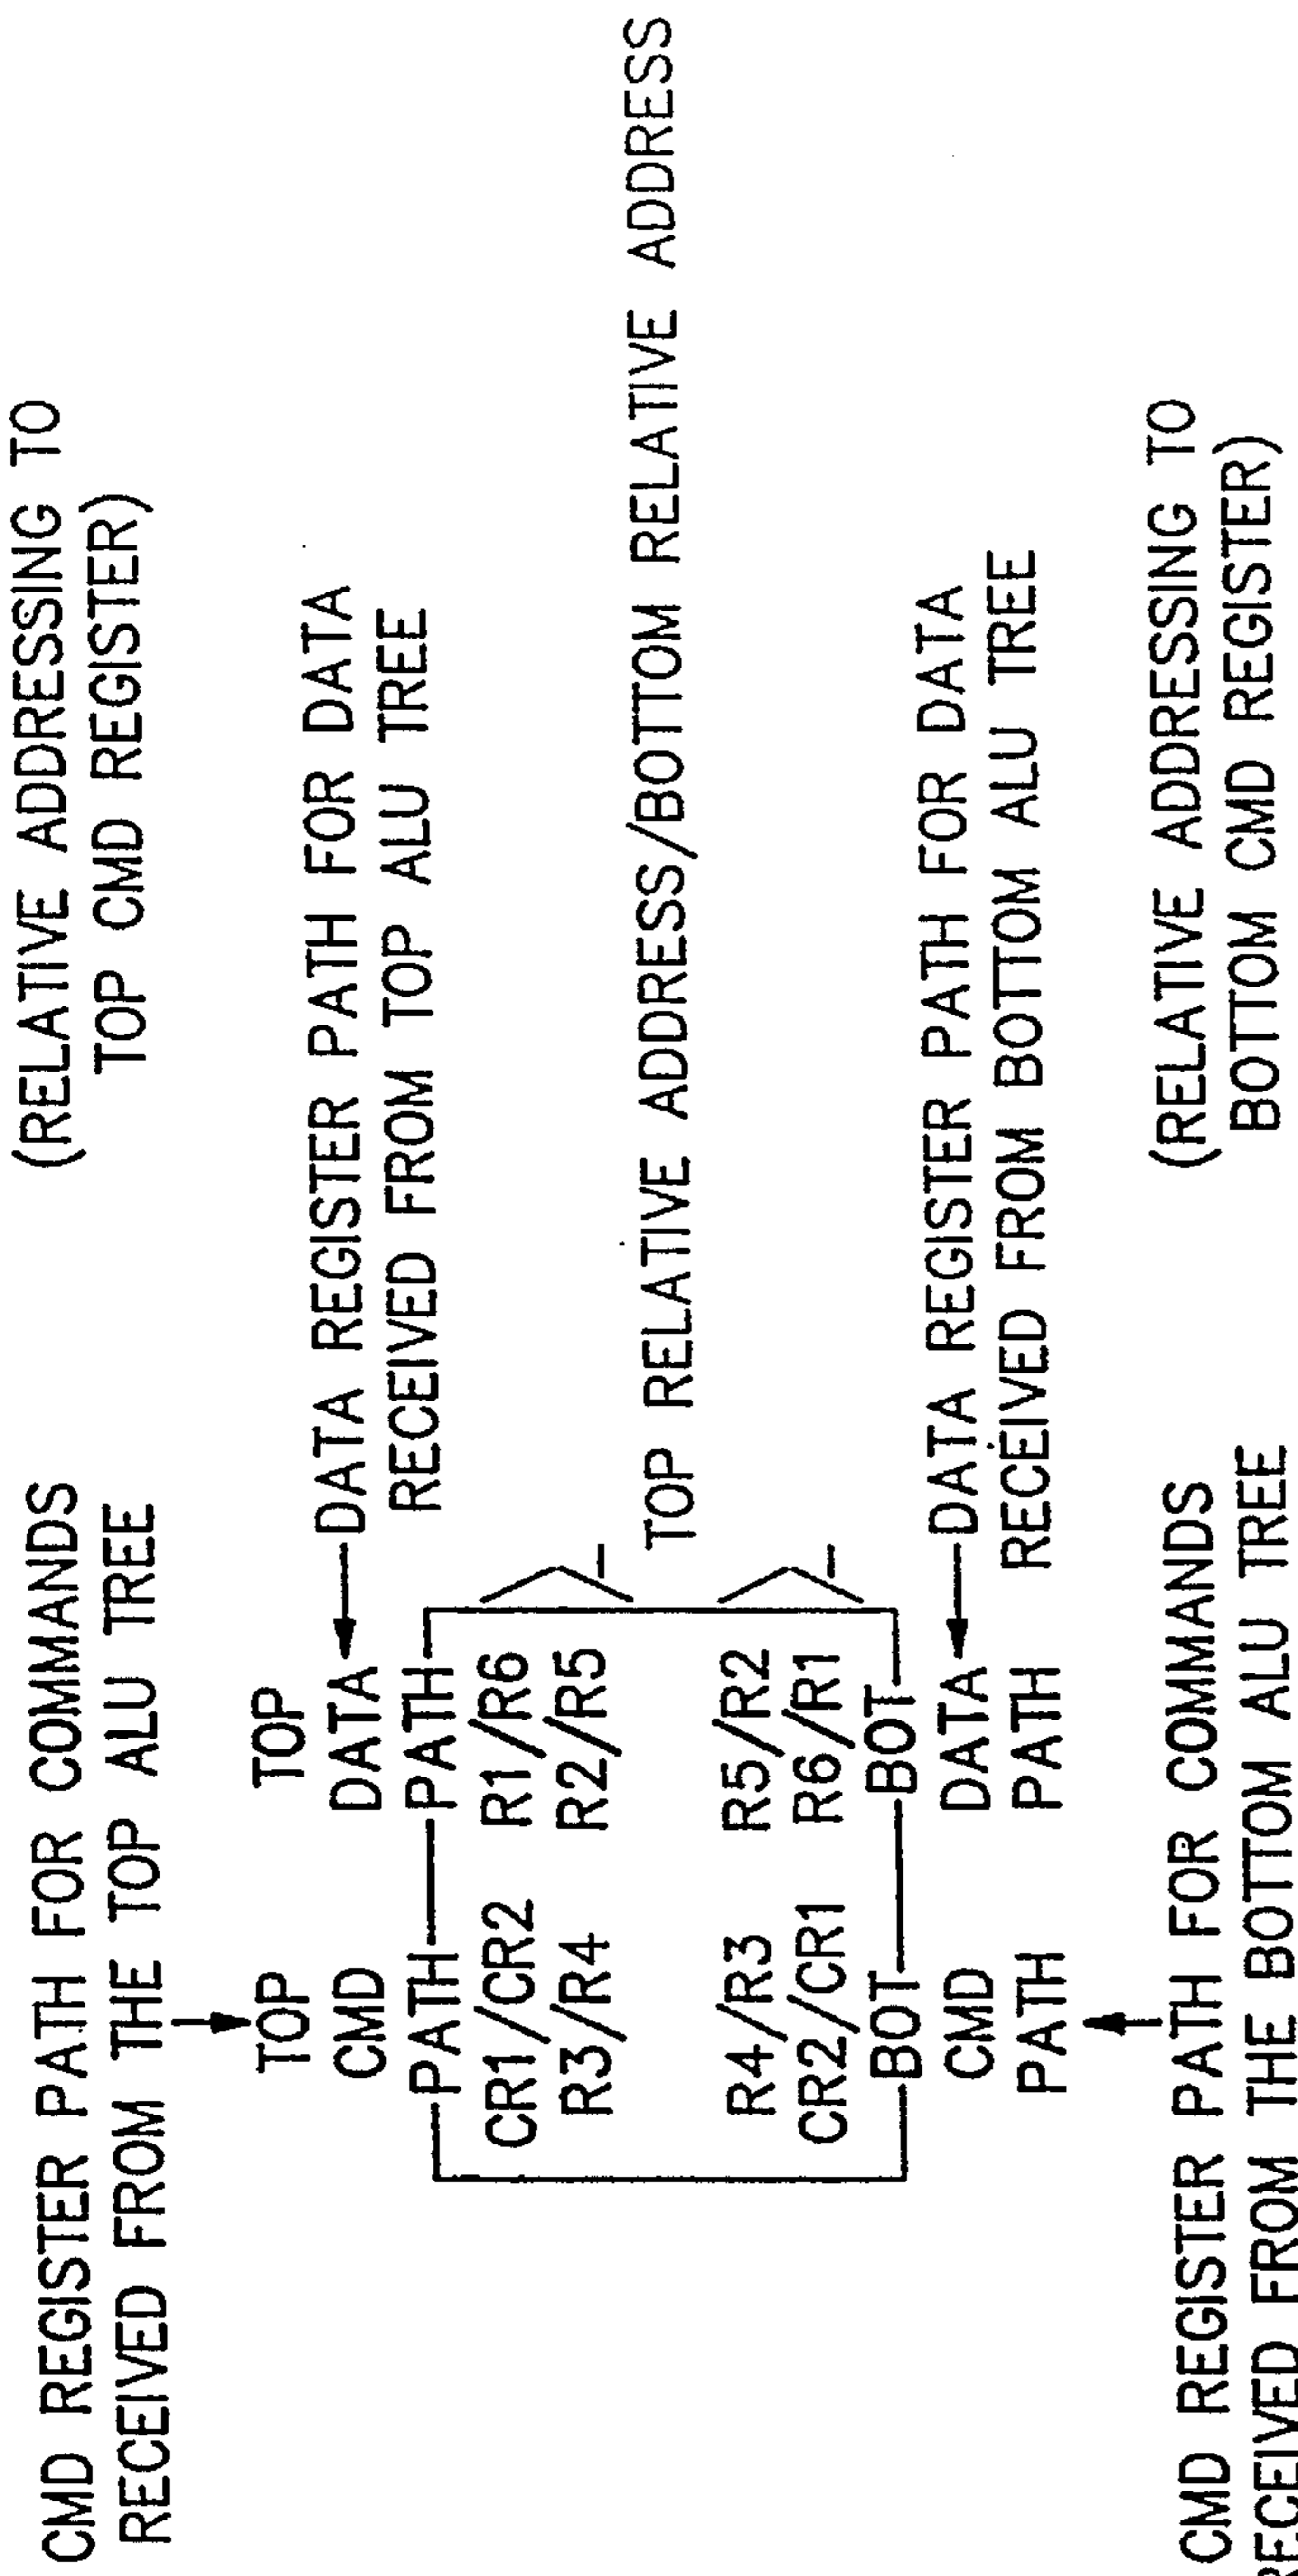 CMD REGISTER PATH FOR COMMANDS
RECEIVED FROM THE TOP ALU TREE
(RELATIVE ADDRESSING TO
TOP CMD REGISTER)
TOP TOP
CMD DATA DATA REGISTER PATH FOR DATA
PATH PATH RECEIVED FROM TOP ALU TREE
CR1/CR2 R1/R6
R3/R4 R2/R5
TOP RELATIVE ADDRESS/BOTTOM RELATIVE ADDRESS
R4/R3 R5/R2
CR2/CR1 R6/R1
BOT BOT
CMD DATA DATA REGISTER PATH FOR DATA
PATH PATH RECEIVED FROM BOTTOM ALU TREE
CMD REGISTER PATH FOR COMMANDS
RECEIVED FROM THE BOTTOM ALU TREE
(RELATIVE ADDRESSING TO
BOTTOM CMD REGISTER)